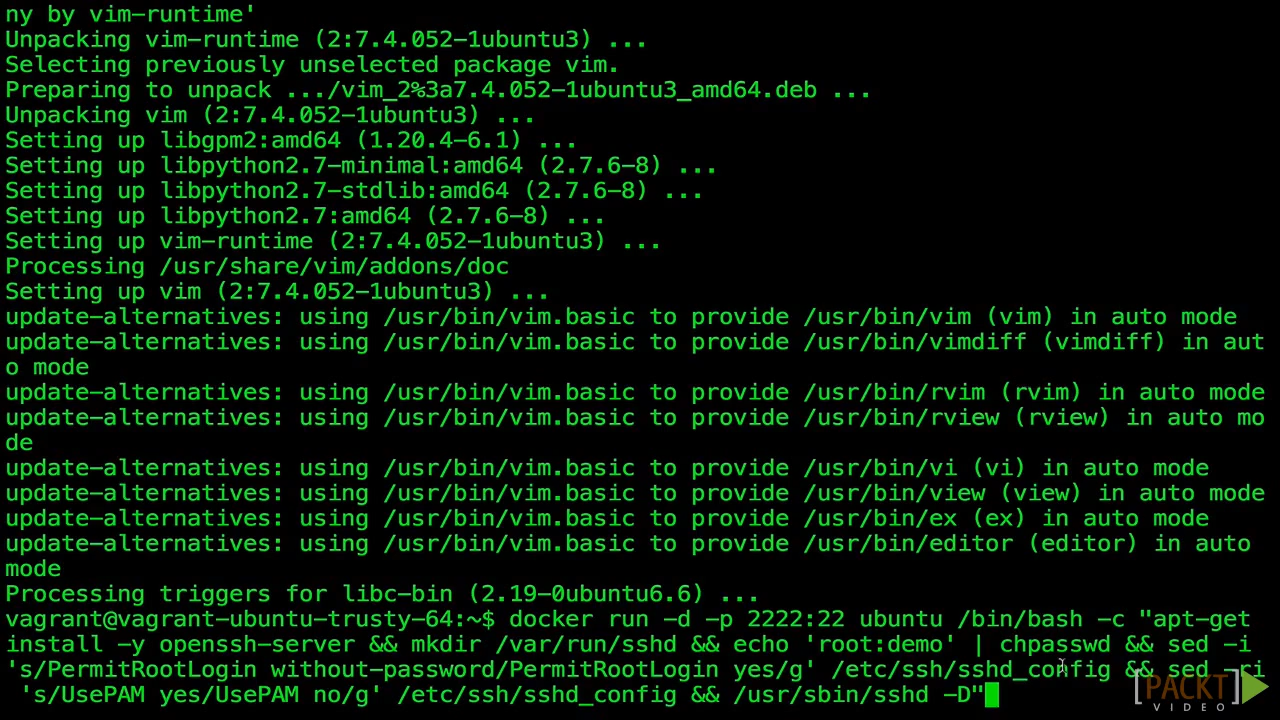 ny by vim-runtime'
Unpacking vim-runtime (2:7.4.052-1ubuntu3) ...
Selecting previously unselected package vim.
Preparing to unpack .../vim_2%3a7.4.052-1ubuntu3_amd64.deb ...
Unpacking vim (2:7.4.052-1ubuntu3) ...
Setting up libgpm2:amd64 (1.20.4-6.1) ...
Setting up libpython2.7-minimal:amd64 (2.7.6-8) ...
Setting up libpython2.7-stdlib:amd64 (2.7.6-8) ...
Setting up libpython2.7:amd64 (2.7.6-8) ...
Setting up vim-runtime (2:7.4.052-1ubuntu3) ...
Processing /usr/share/vim/addons/doc
Setting up vim (2:7.4.052-1ubuntu3) ...
update-alternatives: using /usr/bin/vim.basic to provide /usr/bin/vim (vim) in auto mode
update-alternatives: using /usr/bin/vim.basic to provide /usr/bin/vimdiff (vimdiff) in aut
o mode
update-alternatives: using /usr/bin/vim.basic to provide /usr/bin/rvim (rvim) in auto mode
update-alternatives: using /usr/bin/vim.basic to provide /usr/bin/rview (rview) in auto mo
de
update-alternatives: using /usr/bin/vim.basic to provide /usr/bin/vi (vi) in auto mode
update-alternatives: using /usr/bin/vim.basic to provide /usr/bin/view (view) in auto mode
update-alternatives: using /usr/bin/vim.basic to provide /usr/bin/ex (ex) in auto mode
update-alternatives: using /usr/bin/vim.basic to provide /usr/bin/editor (editor) in auto
mode
Processing triggers for libc-bin (2.19-0ubuntu6.6) ...
vagrant@vagrant-ubuntu-trusty-64:~$ docker run -d -p 2222:22 ubuntu /bin/bash -c "apt-get
install -y openssh-server && mkdir /var/run/sshd && echo 'root:demo' | chpasswd && sed -i
's/PermitRootLogin without-password/PermitRootLogin yes/g' /etc/ssh/sshd_config && sed -ri
's/UsePAM yes/UsePAM no/g' /etc/ssh/sshd_config && /usr/sbin/sshd -D"
[PACKT]
VIDEO